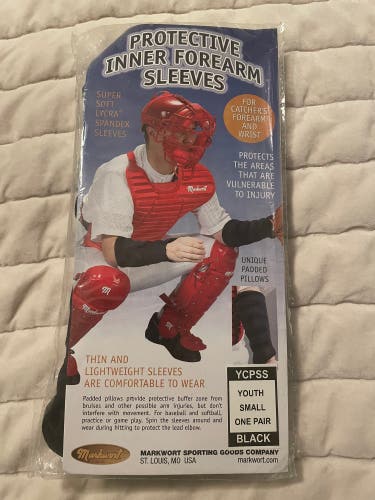 PROTECTIVE
INNER FOREARM
SLEEVES
SUPER
SOFT
LYCRA
SPANDEX
SLEEVES
FOR
CATCHER'S
FOREARM
AND
WRIST
PROTECTS
THE AREAS
THAT ARE
VULNERABLE
TO INJURY
Markwort
UNIQUE
PADDED
PILLOWS
THIN AND
LIGHTWEIGHT SLEEVES
ARE COMFORTABLE TO WEAR
Padded pillows provide protective buffer zone from
bruises and other possible arm injuries, but don't
interfere with movement. For baseball and softball,
practice or game play. Spin the sleeves around and
wear during hitting to protect the lead elbow.
YCPSS
YOUTH
SMALL
ONE PAIR
BLACK
Markwort
MARKWORT SPORTING GOODS COMPANY
ST. LOUIS, MO USA
markwort.com